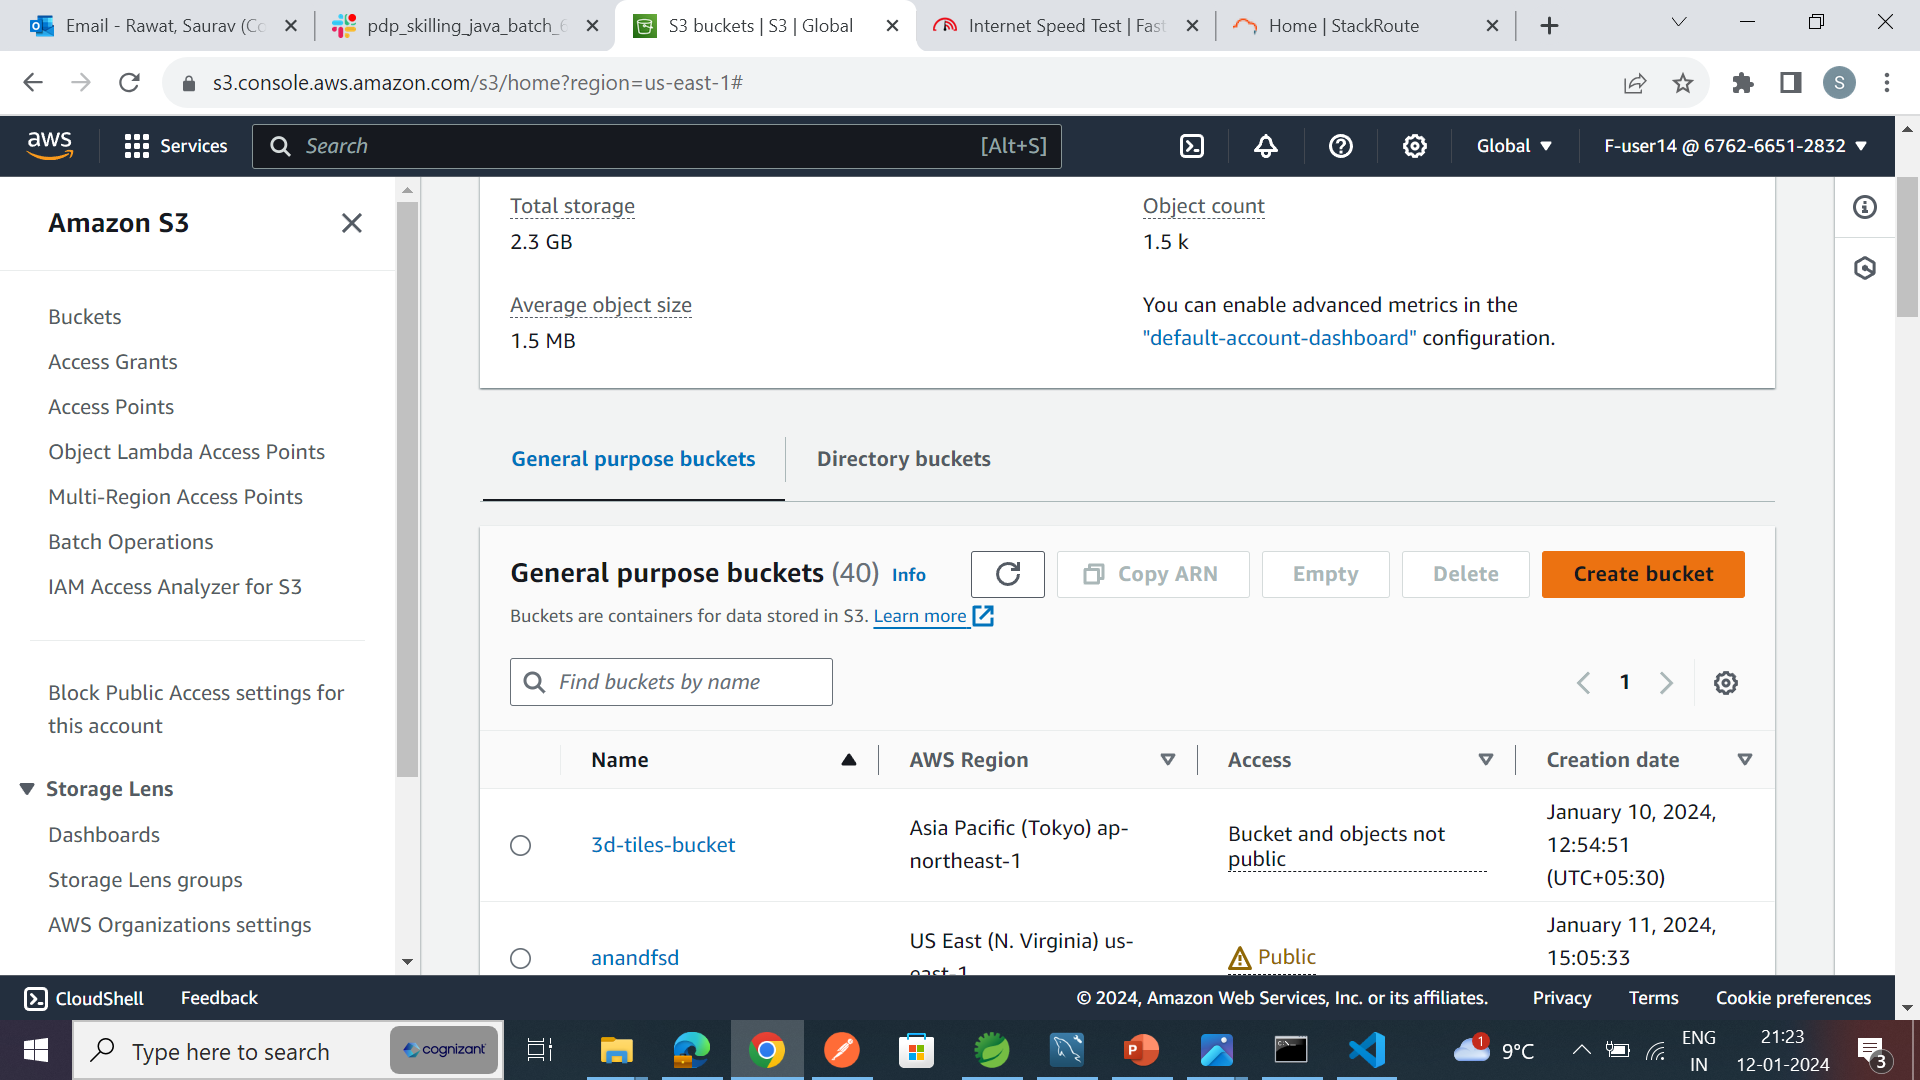 Email - Rawat, Saurav (Co
pdp_skilling_java_batch_6
S3 buckets | S3 | Global
Internet Speed Test | Fast
Home | StackRoute
s3.console.aws.amazon.com/s3/home?region=us-east-1#
S
aws
Services
Search
[Alt+S]
Global
F-user14 @ 6762-6651-2832
Amazon S3
Buckets
Access Grants
Access Points
Object Lambda Access Points
Multi-Region Access Points
Batch Operations
IAM Access Analyzer for S3
Block Public Access settings for
this account
Storage Lens
Dashboards
Storage Lens groups
AWS Organizations settings
Total storage
2.3 GB
Object count
1.5 k
Average object size
1.5 MB
You can enable advanced metrics in the
"default-account-dashboard" configuration.
General purpose buckets
Directory buckets
General purpose buckets (40) Info
Copy ARN
Empty
Delete
Create bucket
Buckets are containers for data stored in S3. Learn more
Find buckets by name
1
Name
AWS Region
Access
Creation date
3d-tiles-bucket
Asia Pacific (Tokyo) ap-
northeast-1
Bucket and objects not
public
January 10, 2024,
12:54:51
(UTC+05:30)
anandfsd
US East (N. Virginia) us-
east-1
Public
January 11, 2024,
15:05:33
CloudShell
Feedback
© 2024, Amazon Web Services, Inc. or its affiliates.
Privacy
Terms
Cookie preferences
Type here to search
cognizant
1
9°C
ENG
IN
21:23
12-01-2024
3